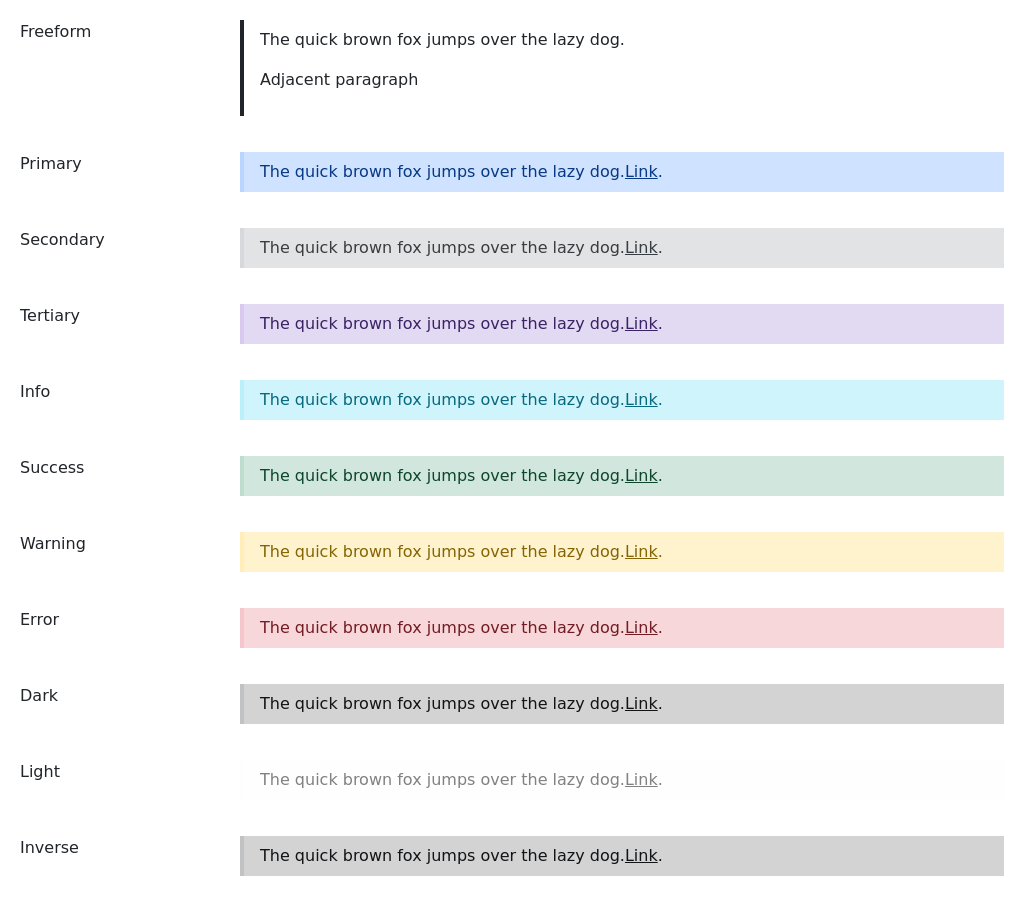 Freeform
The quick brown fox jumps over the lazy dog.
Adjacent paragraph
Primary
The quick brown fox jumps over the lazy dog.Link.
Secondary
The quick brown fox jumps over the lazy dog.Link.
Tertiary
The quick brown fox jumps over the lazy dog.Link.
Info
The quick brown fox jumps over the lazy dog.Link.
Success
The quick brown fox jumps over the lazy dog.Link.
Warning
The quick brown fox jumps over the lazy dog.Link.
Error
The quick brown fox jumps over the lazy dog.Link.
Dark
The quick brown fox jumps over the lazy dog.Link.
Light
The quick brown fox jumps over the lazy dog.Link.
Inverse
The quick brown fox jumps over the lazy dog.Link.